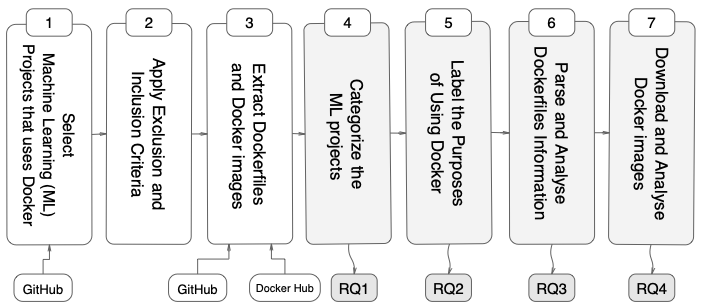 1
Select
Machine Learning (ML)
Projects that uses Docker
2
Apply Exclusion and
Inclusion Criteria
3
Extract Dockerfiles
and Docker images
4
Categorize the
ML projects
5
Label the Purposes
of Using Docker
6
Parse and Analyse
Dockerfiles Information
7
Download and Analyse
Docker images
GitHub
GitHub
Docker Hub
RQ1
RQ2
RQ3
RQ4